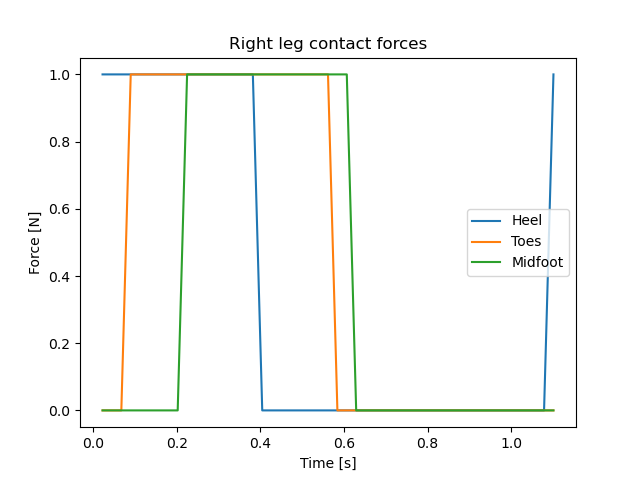 Right leg contact forces
1.0
0.8
0.6
0.4
0.2
0.0
Force [N]
Heel
Toes
Midfoot
0.0 0.2 0.4 0.6 0.8 1.0
Time [s]